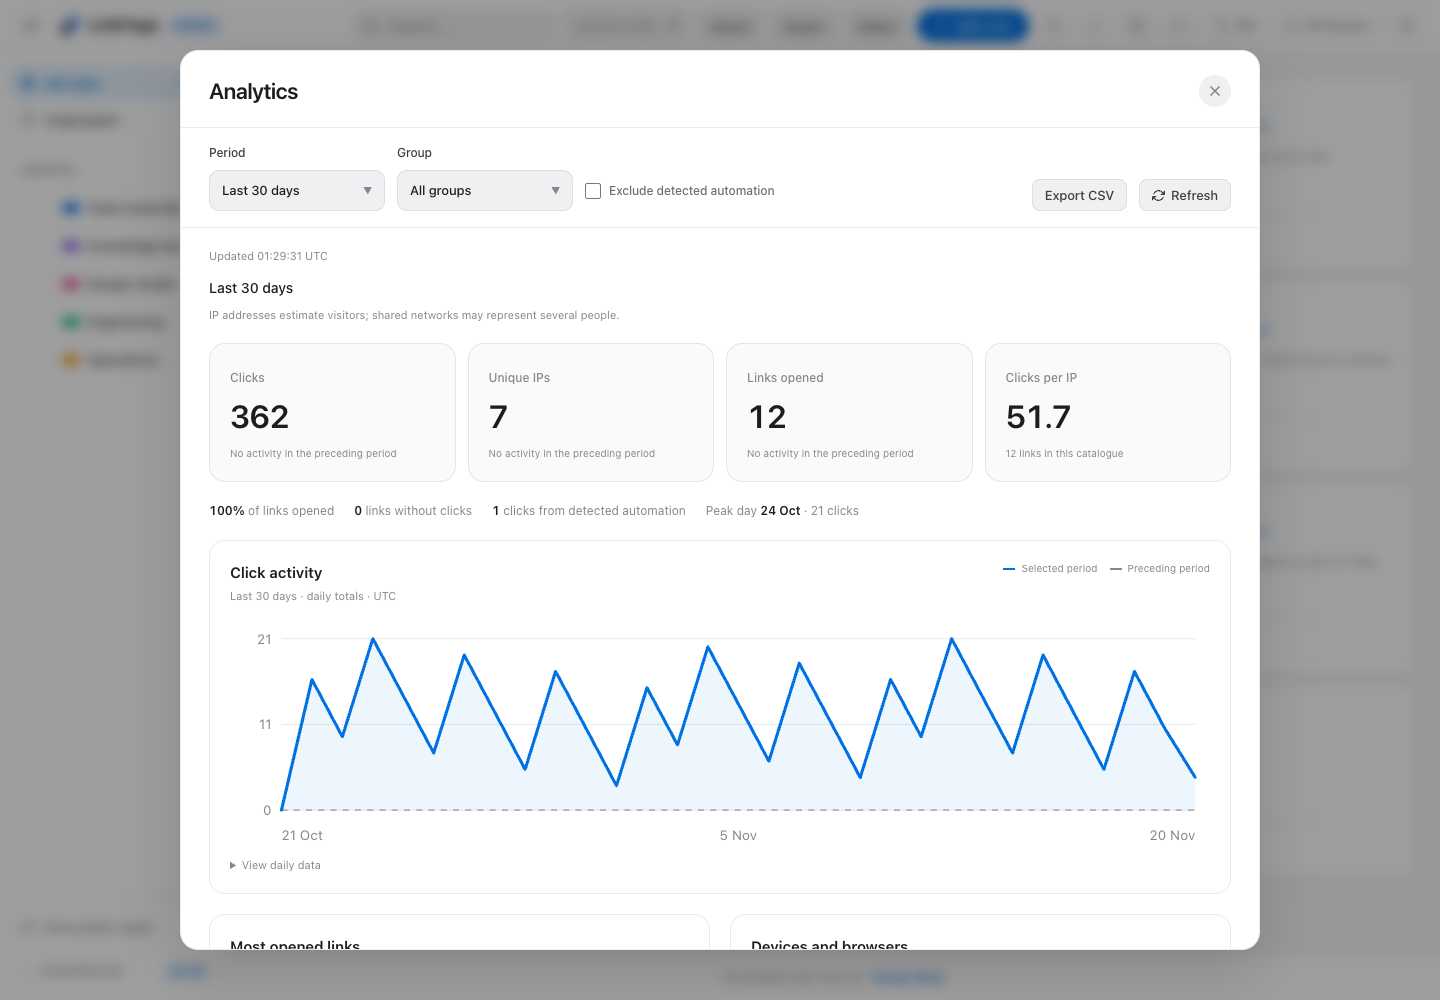 Analytics
Period
Group
Last 30 days
All groups
Exclude detected automation
Export CSV
Refresh
Updated 01:29:31 UTC
Last 30 days
IP addresses estimate visitors; shared networks may represent several people.
Clicks
362
No activity in the preceding period
Unique IPs
7
No activity in the preceding period
Links opened
12
No activity in the preceding period
Clicks per IP
51.7
12 links in this catalogue
100% of links opened
0 links without clicks
1 clicks from detected automation
Peak day 24 Oct · 21 clicks
Click activity
Selected period
Preceding period
Last 30 days · daily totals · UTC
21
11
0
21 Oct
5 Nov
20 Nov
View daily data
Most opened links
Devices and browsers